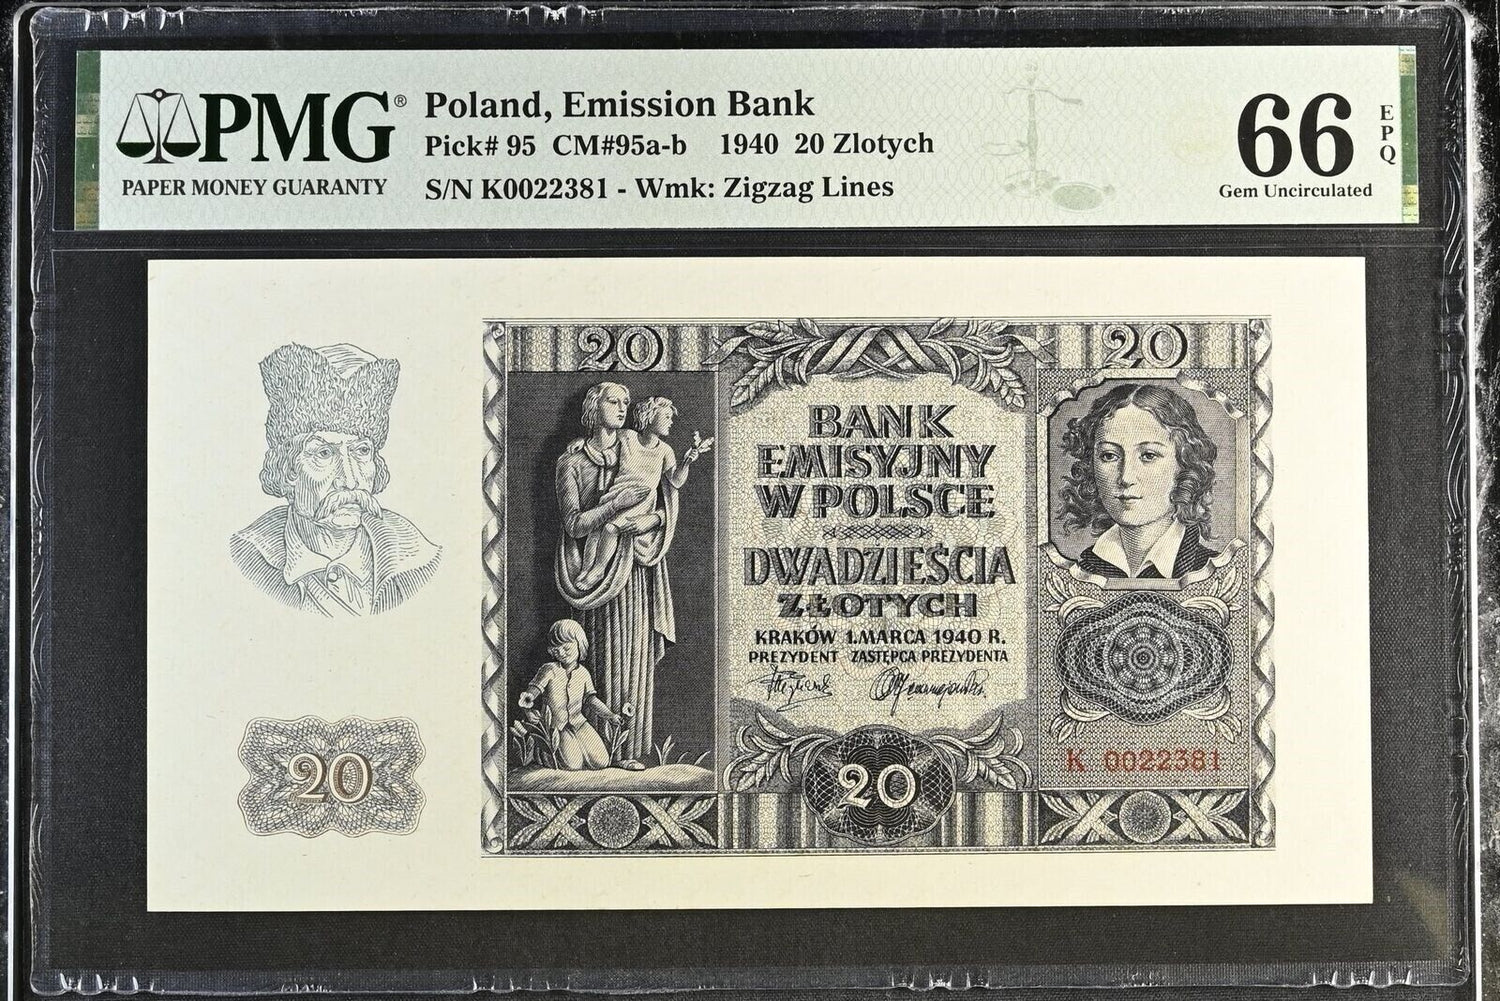 PMG®
PAPER MONEY GUARANTY
Poland, Emission Bank
Pick# 95 CM#95a-b 1940 20 Zlotych
S/N K0022381 - Wmk: Zigzag Lines
66 EPQ
Gem Uncirculated
20 20
BANK
EMISYJNY
W POLSCE
DWADZIEŚCIA
ZŁOTYCH
KRAKÓW 1. MARCA 1940 R.
PREZYDENT ZASTĘPCA PREZYDENTA
K 0022381
20 20